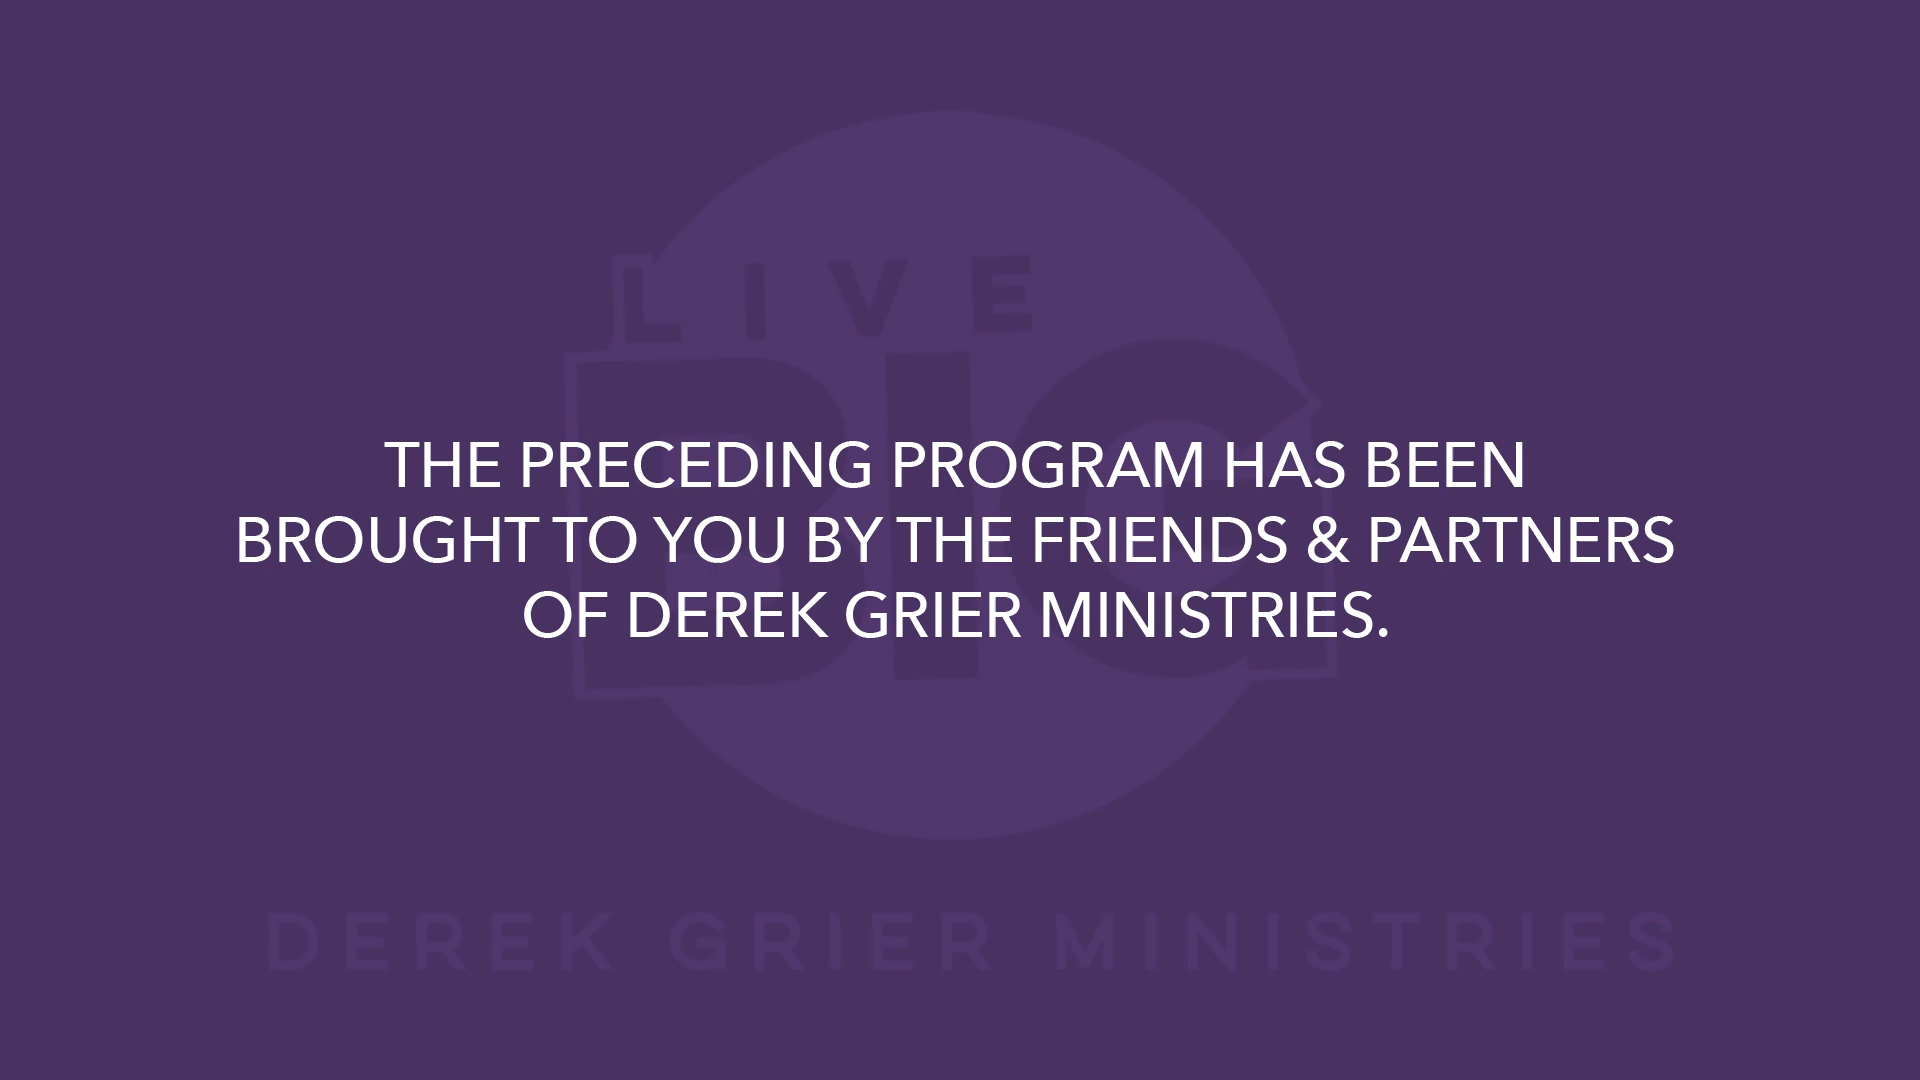 LIVE
BIG
THE PRECEDING PROGRAM HAS BEEN
BROUGHT TO YOU BY THE FRIENDS & PARTNERS
OF DEREK GRIER MINISTRIES.
DEREK GRIER MINISTRIES